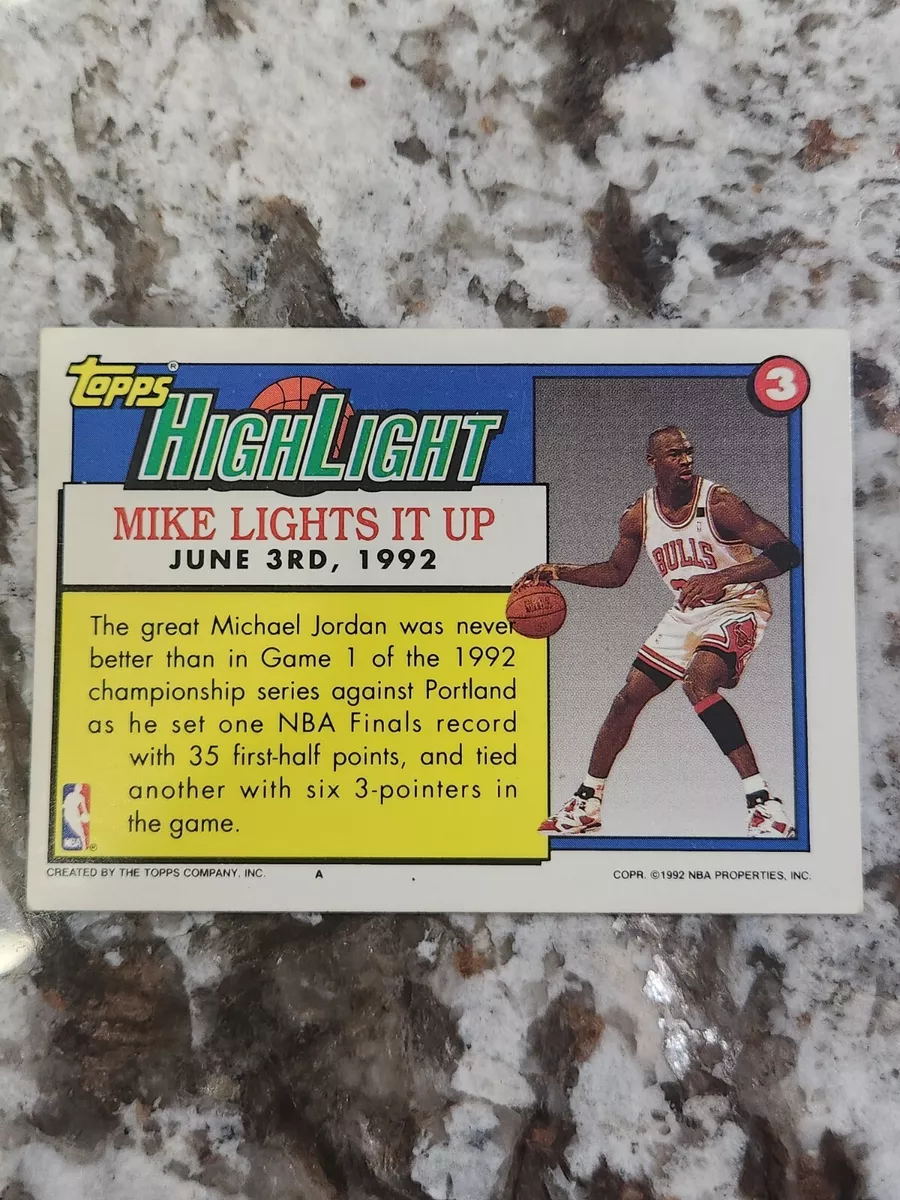 Topps®
HIGHLIGHT
3
MIKE LIGHTS IT UP
JUNE 3RD, 1992
BULLS
The great Michael Jordan was never
better than in Game 1 of the 1992
championship series against Portland
as he set one NBA Finals record
with 35 first-half points, and tied
another with six 3-pointers in
the game.
NBA
CREATED BY THE TOPPS COMPANY, INC. A COPR. ©1992 NBA PROPERTIES, INC.